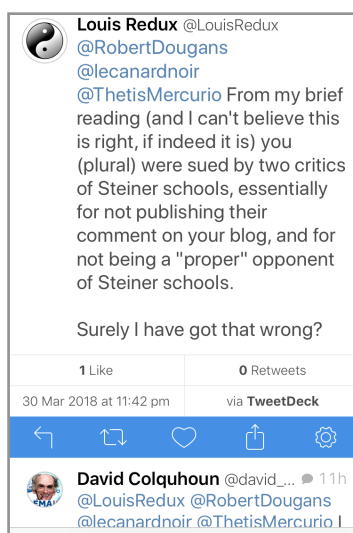 Louis Redux @LouisRedux
@RobertDougans
@lecanardnoir
@ThetisMercurio From my brief
reading (and I can't believe this
is right, if indeed it is) you
(plural) were sued by two critics
of Steiner schools, essentially
for not publishing their
comment on your blog, and for
not being a "proper" opponent
of Steiner schools.
Surely I have got that wrong?
1 Like
0 Retweets
30 Mar 2018 at 11:42 pm
via TweetDeck
David Colquhoun @david_... 11h
@LouisRedux @RobertDougans
@lecanardnoir @ThetisMercurio I